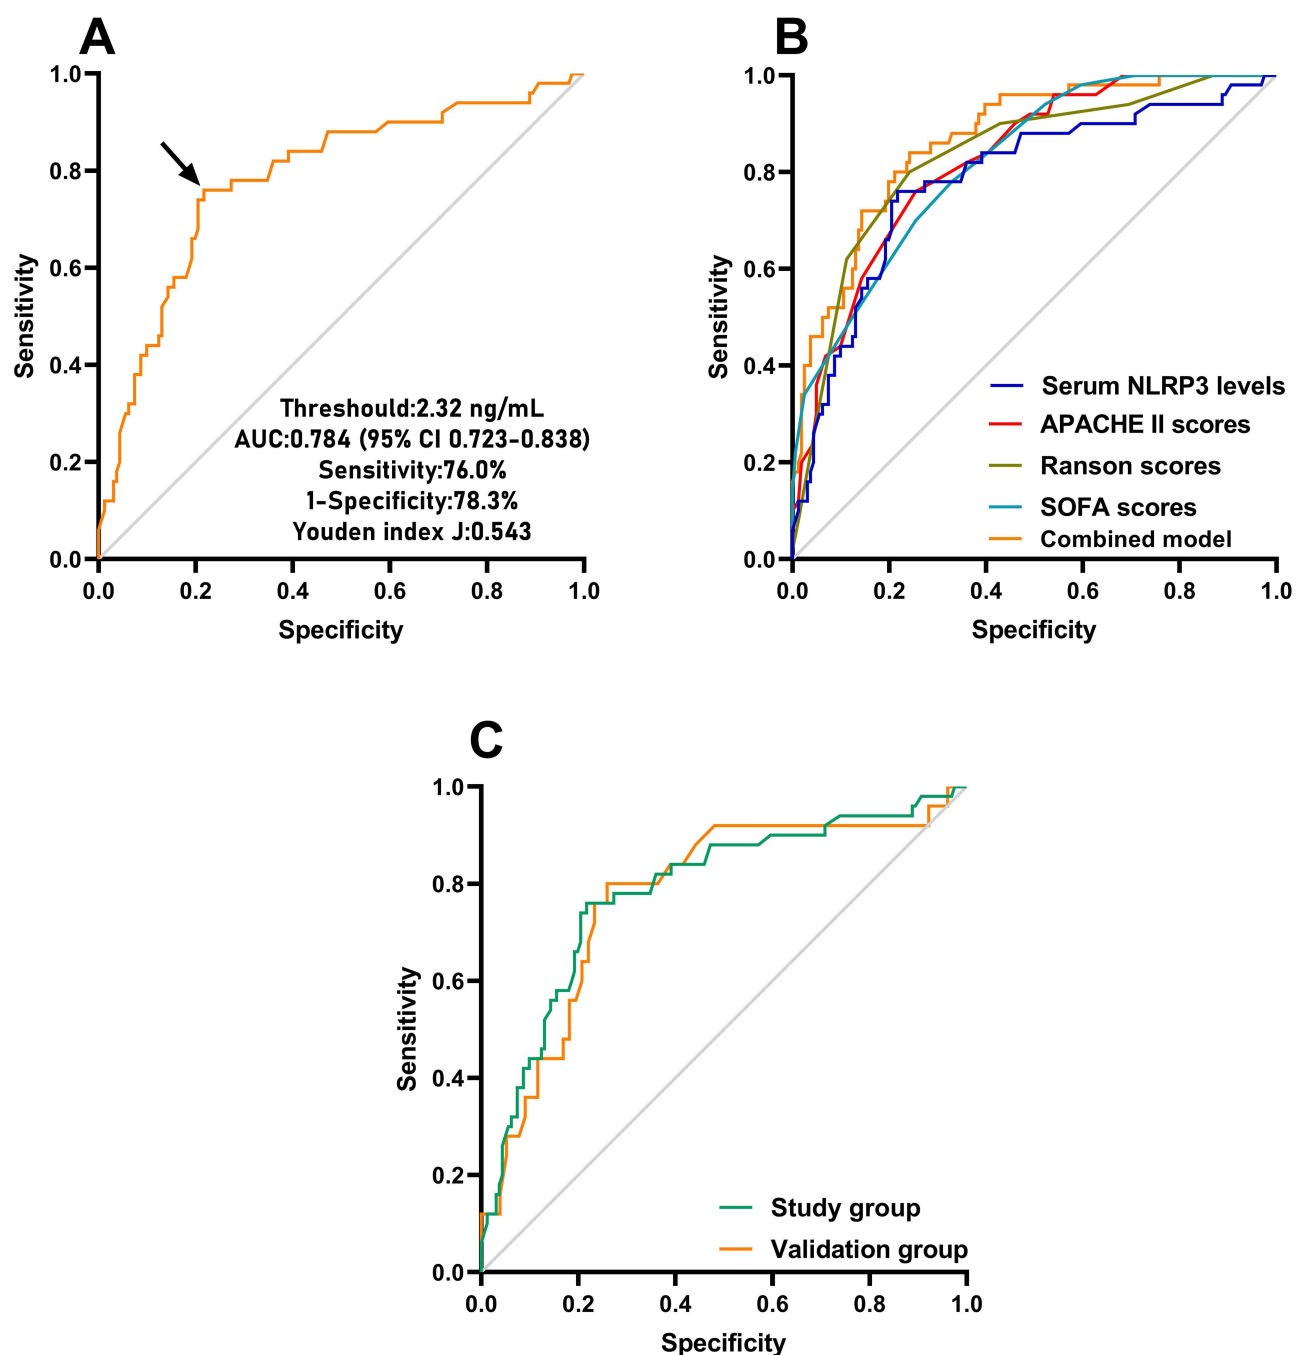 A
1.0
0.8
0.6
0.4
0.2
0.0
Sensitivity
Threshould:2.32 ng/mL
AUC:0.784 (95% CI 0.723-0.838)
Sensitivity:76.0%
1-Specificity:78.3%
Youden index J:0.543
0.0 0.2 0.4 0.6 0.8 1.0
Specificity
B
1.0
0.8
0.6
0.4
0.2
0.0
Sensitivity
Serum NLRP3 levels
APACHE II scores
Ranson scores
SOFA scores
Combined model
0.0 0.2 0.4 0.6 0.8 1.0
Specificity
C
1.0
0.8
0.6
0.4
0.2
0.0
Sensitivity
Study group
Validation group
0.0 0.2 0.4 0.6 0.8 1.0
Specificity